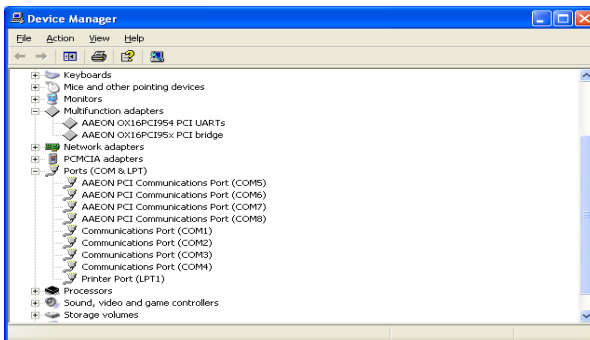 Device Manager
File Action View Help
Keyboards
Mice and other pointing devices
Monitors
Multifunction adapters
AAEON OX16PCI954 PCI UARTs
AAEON OX16PCI95x PCI bridge
Network adapters
PCMCIA adapters
Ports (COM & LPT)
AAEON PCI Communications Port (COM5)
AAEON PCI Communications Port (COM6)
AAEON PCI Communications Port (COM7)
AAEON PCI Communications Port (COM8)
Communications Port (COM1)
Communications Port (COM2)
Communications Port (COM3)
Communications Port (COM4)
Printer Port (LPT1)
Processors
Sound, video and game controllers
Storage volumes